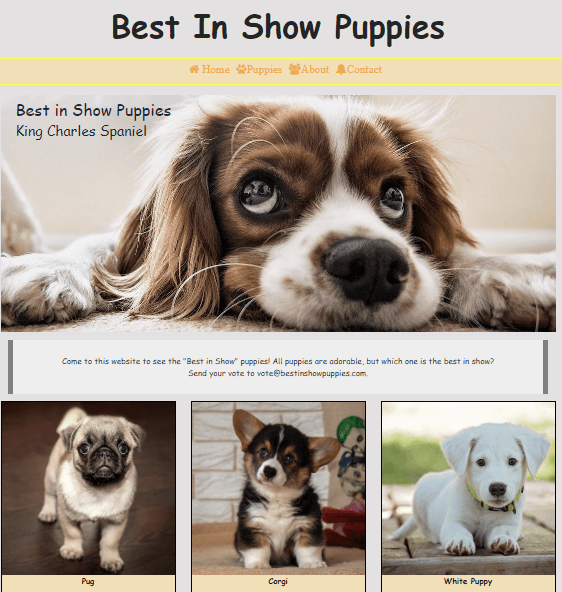 Best In Show Puppies
Home Puppies About Contact
Best in Show Puppies
King Charles Spaniel
Come to this website to see the "Best in Show" puppies! All puppies are adorable, but which one is the best in show?
Send your vote to vote@bestinshowpuppies.com.
Pug
Corgi
White Puppy